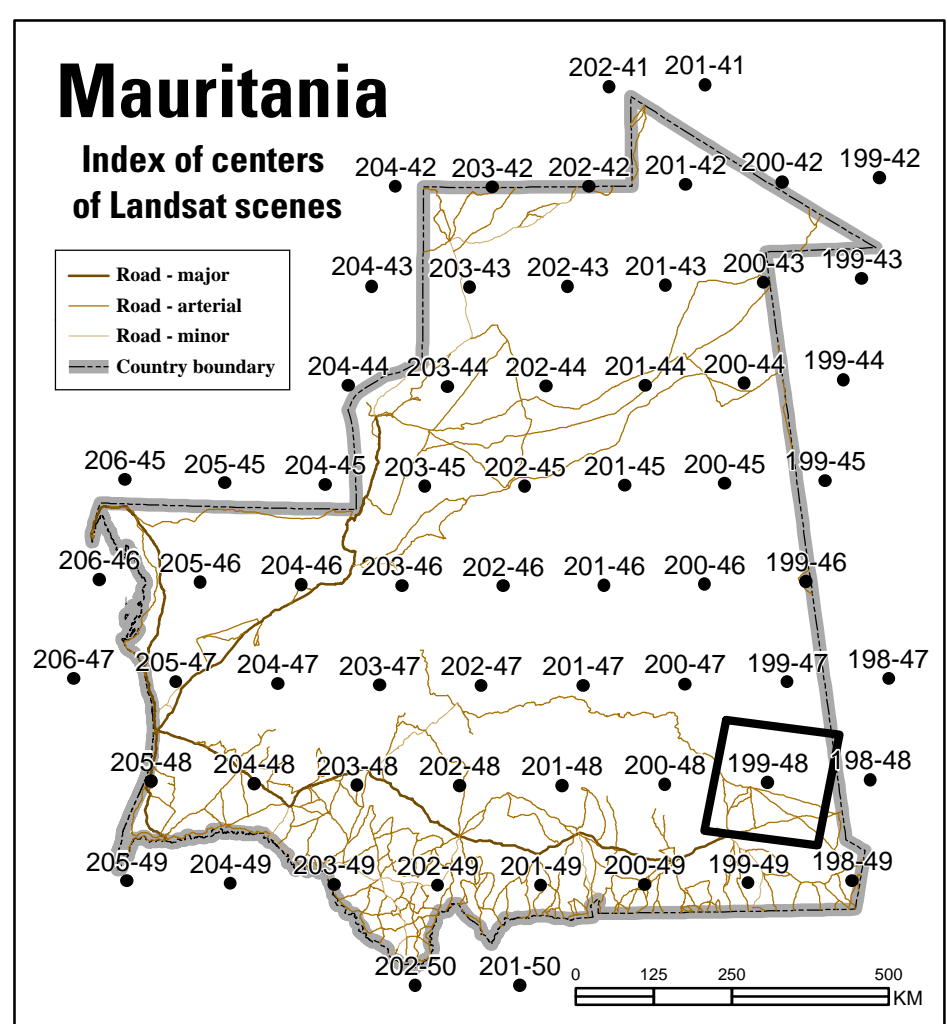 Mauritania
Index of centers
of Landsat scenes
Road - major
Road - arterial
Road - minor
Country boundary
202-41 201-41
204-42 203-42 202-42 201-42 200-42 199-42
204-43 203-43 202-43 201-43 200-43 199-43
204-44 203-44 202-44 201-44 200-44 199-44
206-45 205-45 204-45 203-45 202-45 201-45 200-45 199-45
206-46 205-46 204-46 203-46 202-46 201-46 200-46 199-46
206-47 205-47 204-47 203-47 202-47 201-47 200-47 199-47 198-47
205-48 204-48 203-48 202-48 201-48 200-48 199-48 198-48
205-49 204-49 203-49 202-49 201-49 200-49 199-49 198-49
202-50 201-50
0 125 250 500
KM